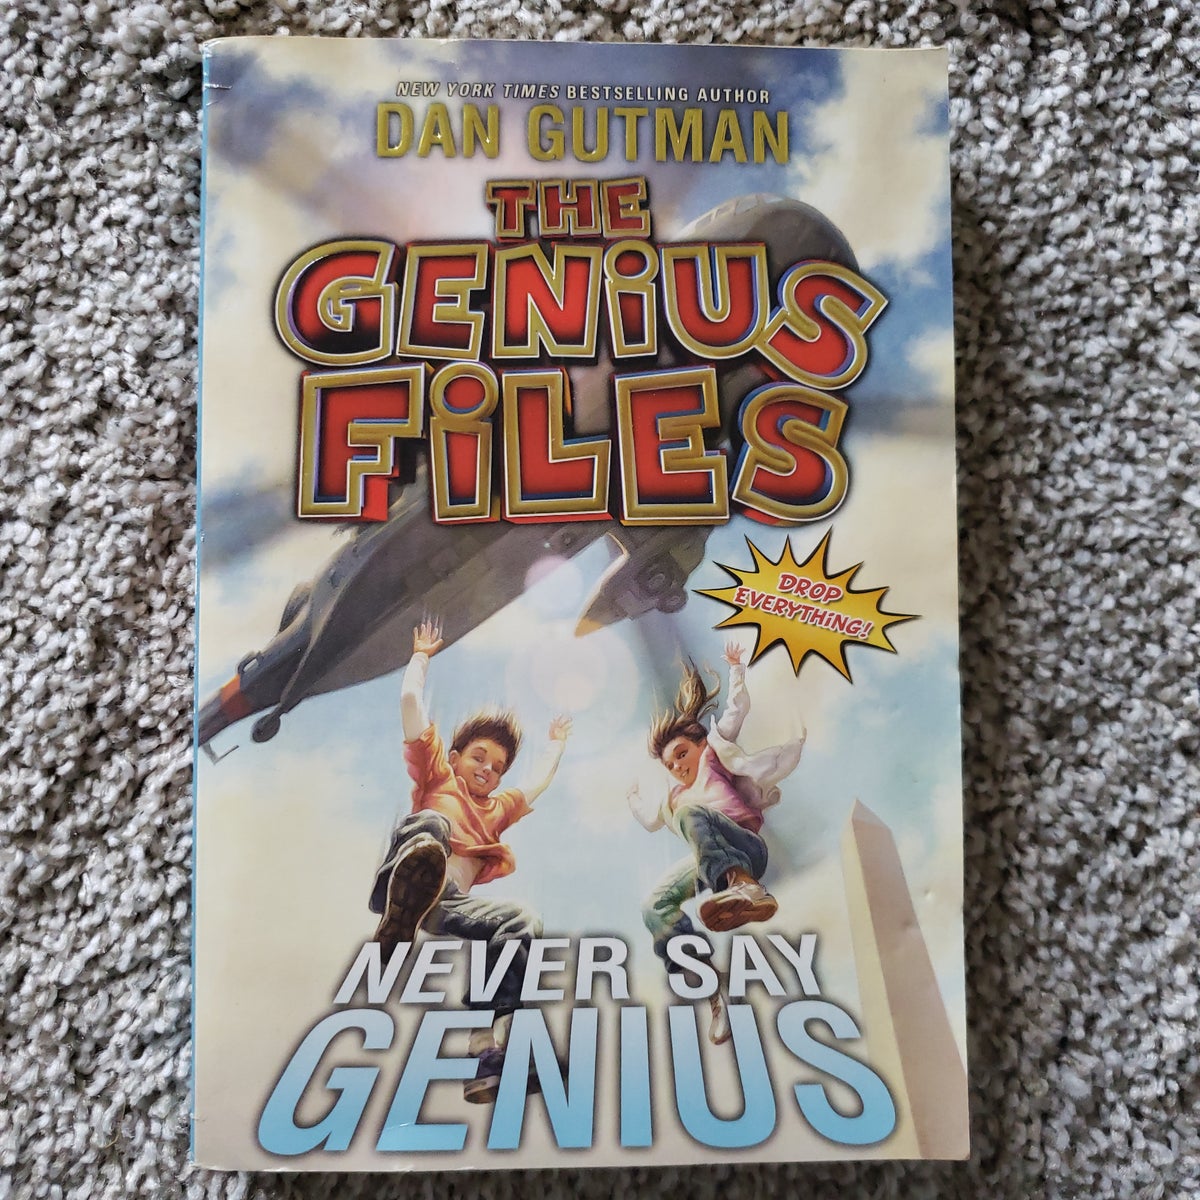 NEW YORK TIMES BESTSELLING AUTHOR
DAN GUTMAN
THE
GENiUS
FiLES
DROP
EVERYTHiNG!
NEVER SAY
GENIUS